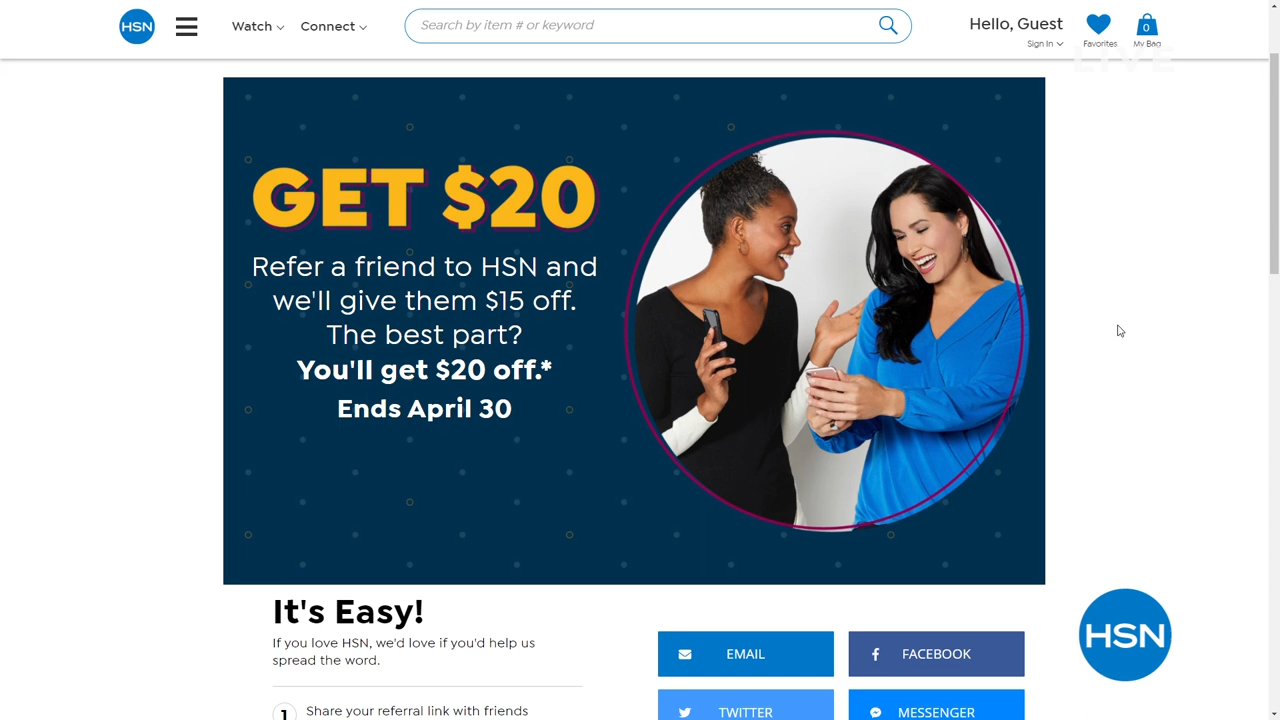 HSN
Watch
Connect
Search by item # or keyword
Hello, Guest
Sign In
Favorites
0
My Bag
LIVE
GET $20
Refer a friend to HSN and
we'll give them $15 off.
The best part?
You'll get $20 off.*
Ends April 30
It's Easy!
If you love HSN, we'd love if you'd help us
spread the word.
1 Share your referral link with friends
EMAIL
FACEBOOK
TWITTER
MESSENGER
HSN